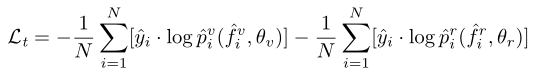 $\mathcal{L}_t = -\frac{1}{N} \sum_{i=1}^{N} [\hat{y}_i \cdot \log \hat{p}_i^v(\hat{f}_i^v, \theta_v)] - \frac{1}{N} \sum_{i=1}^{N} [\hat{y}_i \cdot \log \hat{p}_i^r(\hat{f}_i^r, \theta_r)]$